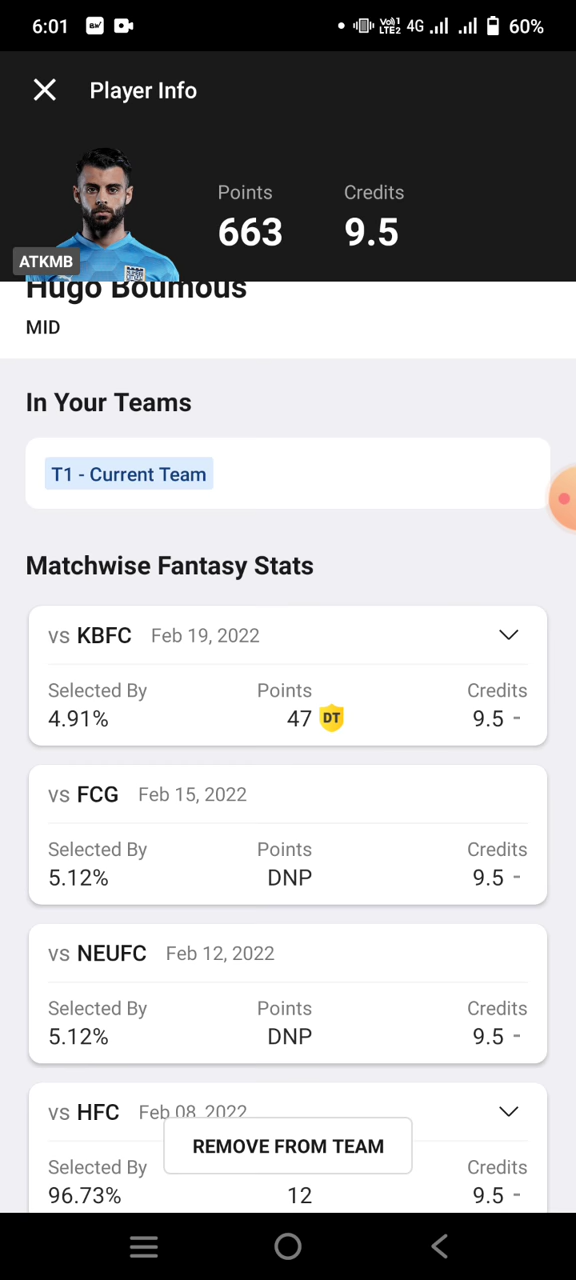 6:01 Vo)) 1 LTE2 4G 60%
Player Info
Points Credits
663 9.5
ATKMB
Hugo Boumous
MID
In Your Teams
T1 - Current Team
Matchwise Fantasy Stats
vs KBFC Feb 19, 2022
Selected By Points Credits
4.91% 47 DT 9.5 -
vs FCG Feb 15, 2022
Selected By Points Credits
5.12% DNP 9.5 -
vs NEUFC Feb 12, 2022
Selected By Points Credits
5.12% DNP 9.5 -
vs HFC Feb 08, 2022
REMOVE FROM TEAM
Selected By Credits
96.73% 12 9.5 -